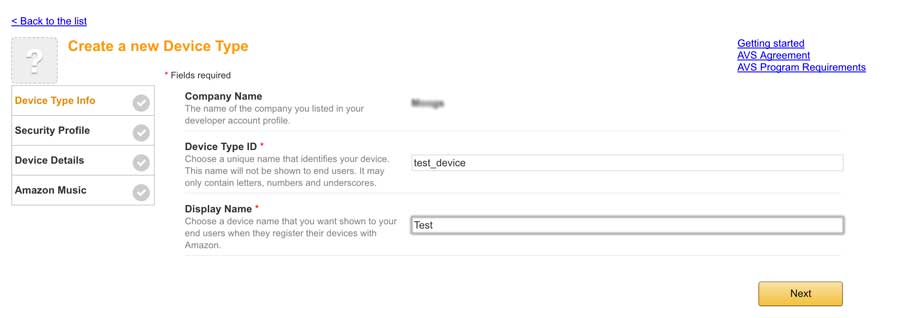 < Back to the list
?
Create a new Device Type
Getting started
AVS Agreement
AVS Program Requirements
* Fields required
Device Type Info
Security Profile
Device Details
Amazon Music
Company Name
The name of the company you listed in your
developer account profile.
Device Type ID *
Choose a unique name that identifies your device.
This name will not be shown to end users. It may
only contain letters, numbers and underscores.
test_device
Display Name *
Choose a device name that you want shown to your
end users when they register their devices with
Amazon.
Test
Next